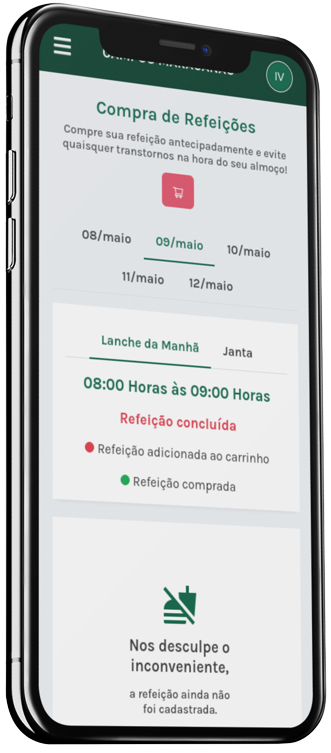 IV
Compra de Refeições
Compre sua refeição antecipadamente e evite
quaisquer transtornos na hora do seu almoço!
08/maio 09/maio 10/maio
11/maio 12/maio
Lanche da Manhã Janta
08:00 Horas às 09:00 Horas
Refeição concluída
Refeição adicionada ao carrinho
Refeição comprada
Nos desculpe o
inconveniente,
a refeição ainda não
foi cadastrada.